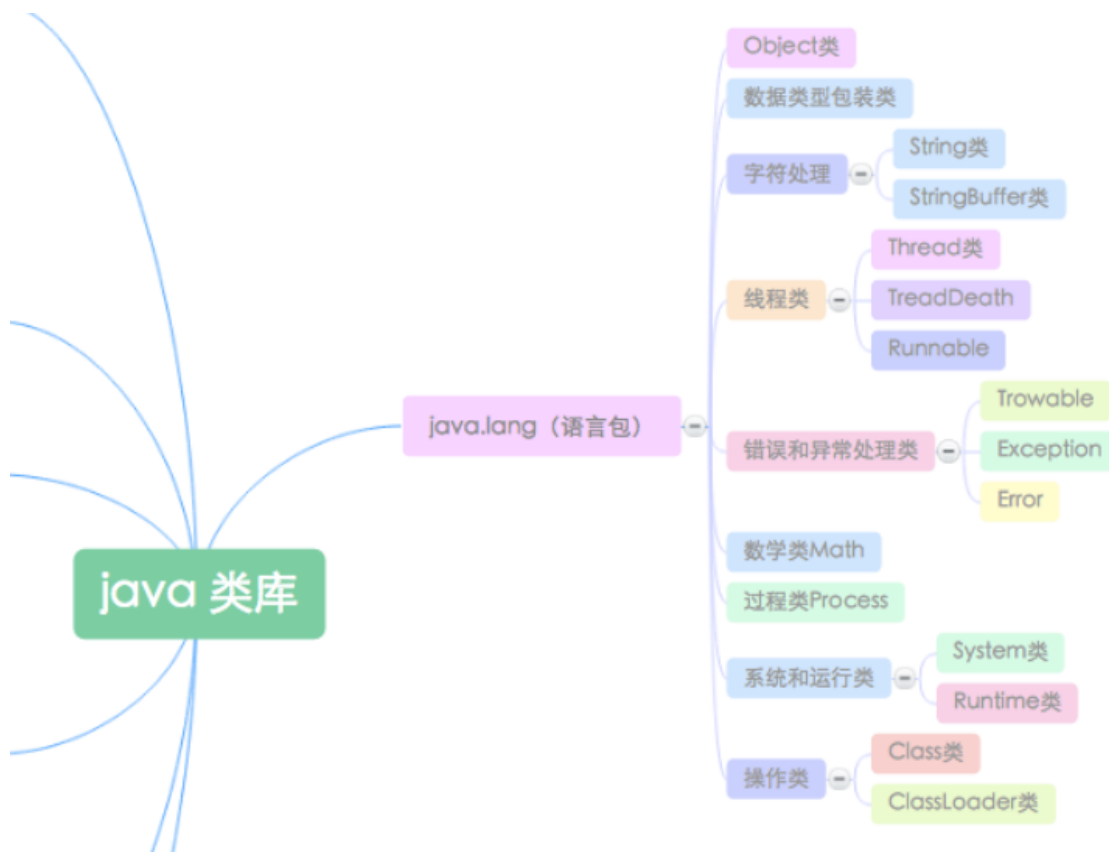 Object类
数据类型包装类
字符处理
String类
StringBuffer类
线程类
Thread类
TreadDeath
Runnable
java.lang（语言包）
错误和异常处理类
Trowable
Exception
Error
java 类库
数学类Math
过程类Process
系统和运行类
System类
Runtime类
操作类
Class类
ClassLoader类